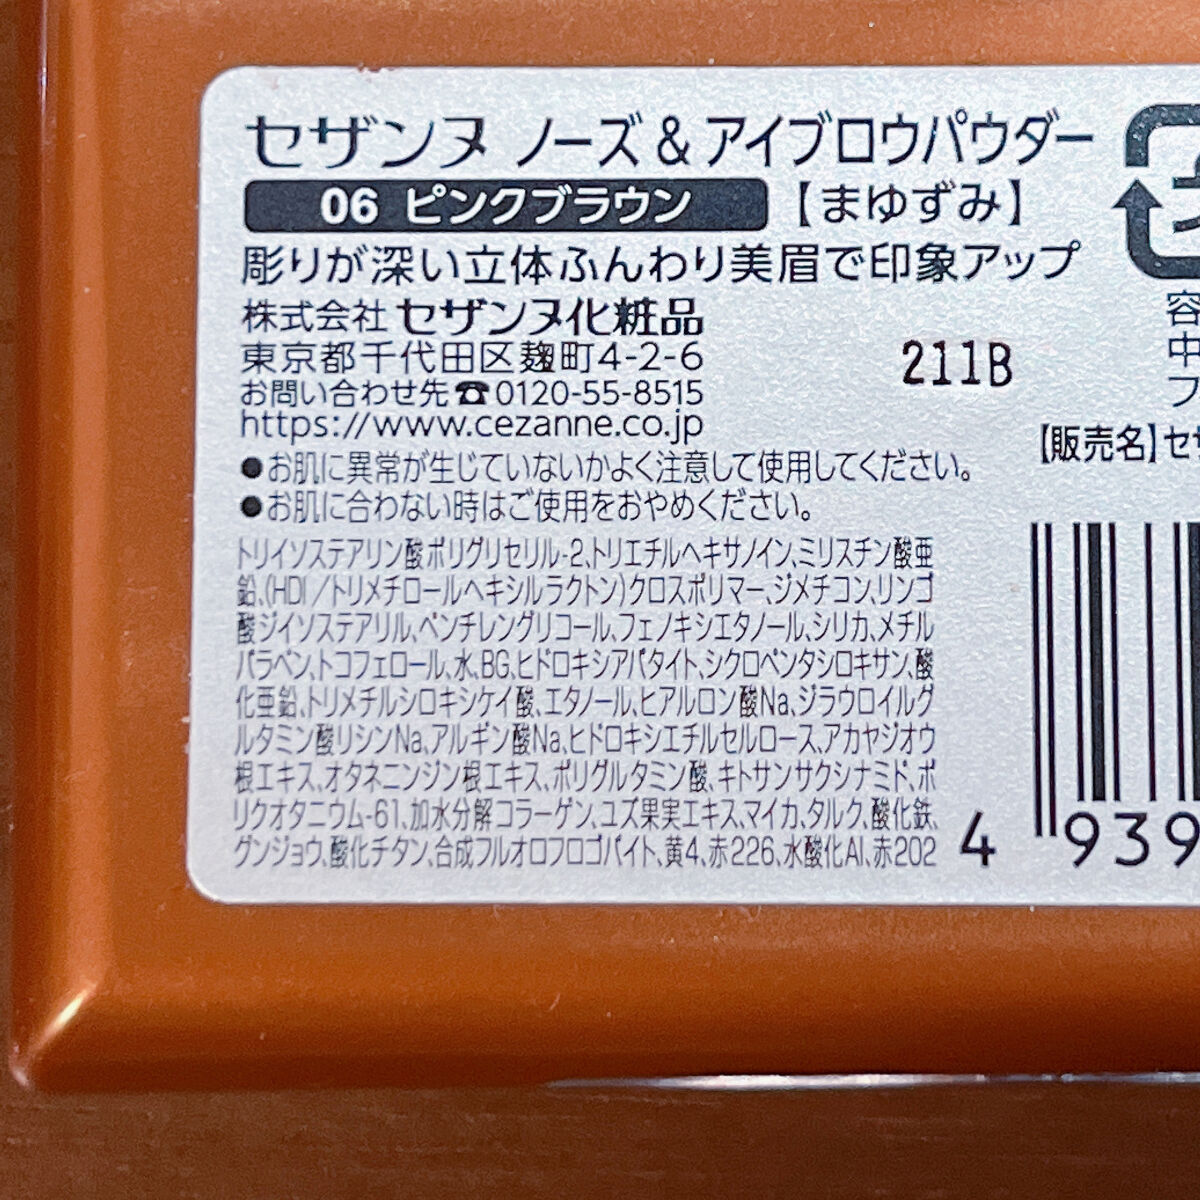 セザンヌ ノーズ&アイブロウパウダー
06 ピンクブラウン 【まゆずみ】
彫りが深い立体ふんわり美眉で印象アップ
株式会社 セザンヌ化粧品
東京都千代田区麹町4-2-6
お問い合わせ先☎0120-55-8515
https://www.cezanne.co.jp
211B
●お肌に異常が生じていないかよく注意して使用してください。
●お肌に合わない時はご使用をおやめください。
トリイソステアリン酸ポリグリセリル-2、トリエチルヘキサノイン、ミリスチン酸亜
鉛、(HDI/トリメチロールヘキシルラクトン)クロスポリマー、ジメチコン、リンゴ
酸ジイソステアリル、ペンチレングリコール、フェノキシエタノール、シリカ、メチル
パラベン、トコフェロール、水、BG、ヒドロキシアパタイト、シクロペンタシロキサン、酸
化亜鉛、トリメチルシロキシケイ酸、エタノール、ヒアルロン酸Na、ジラウロイルグ
ルタミン酸リシンNa、アルギン酸Na、ヒドロキシエチルセルロース、アカヤジオウ
根エキス、オタネニンジン根エキス、ポリグルタミン酸、キトサンサクシナミド、ポ
リクオタニウム-61、加水分解コラーゲン、ユズ果実エキス、マイカ、タルク、酸化鉄、
グンジョウ、酸化チタン、合成フルオロフロゴパイト、黄4、赤226、水酸化Al、赤202
容
中
フ
【販売名】セザ
4 939